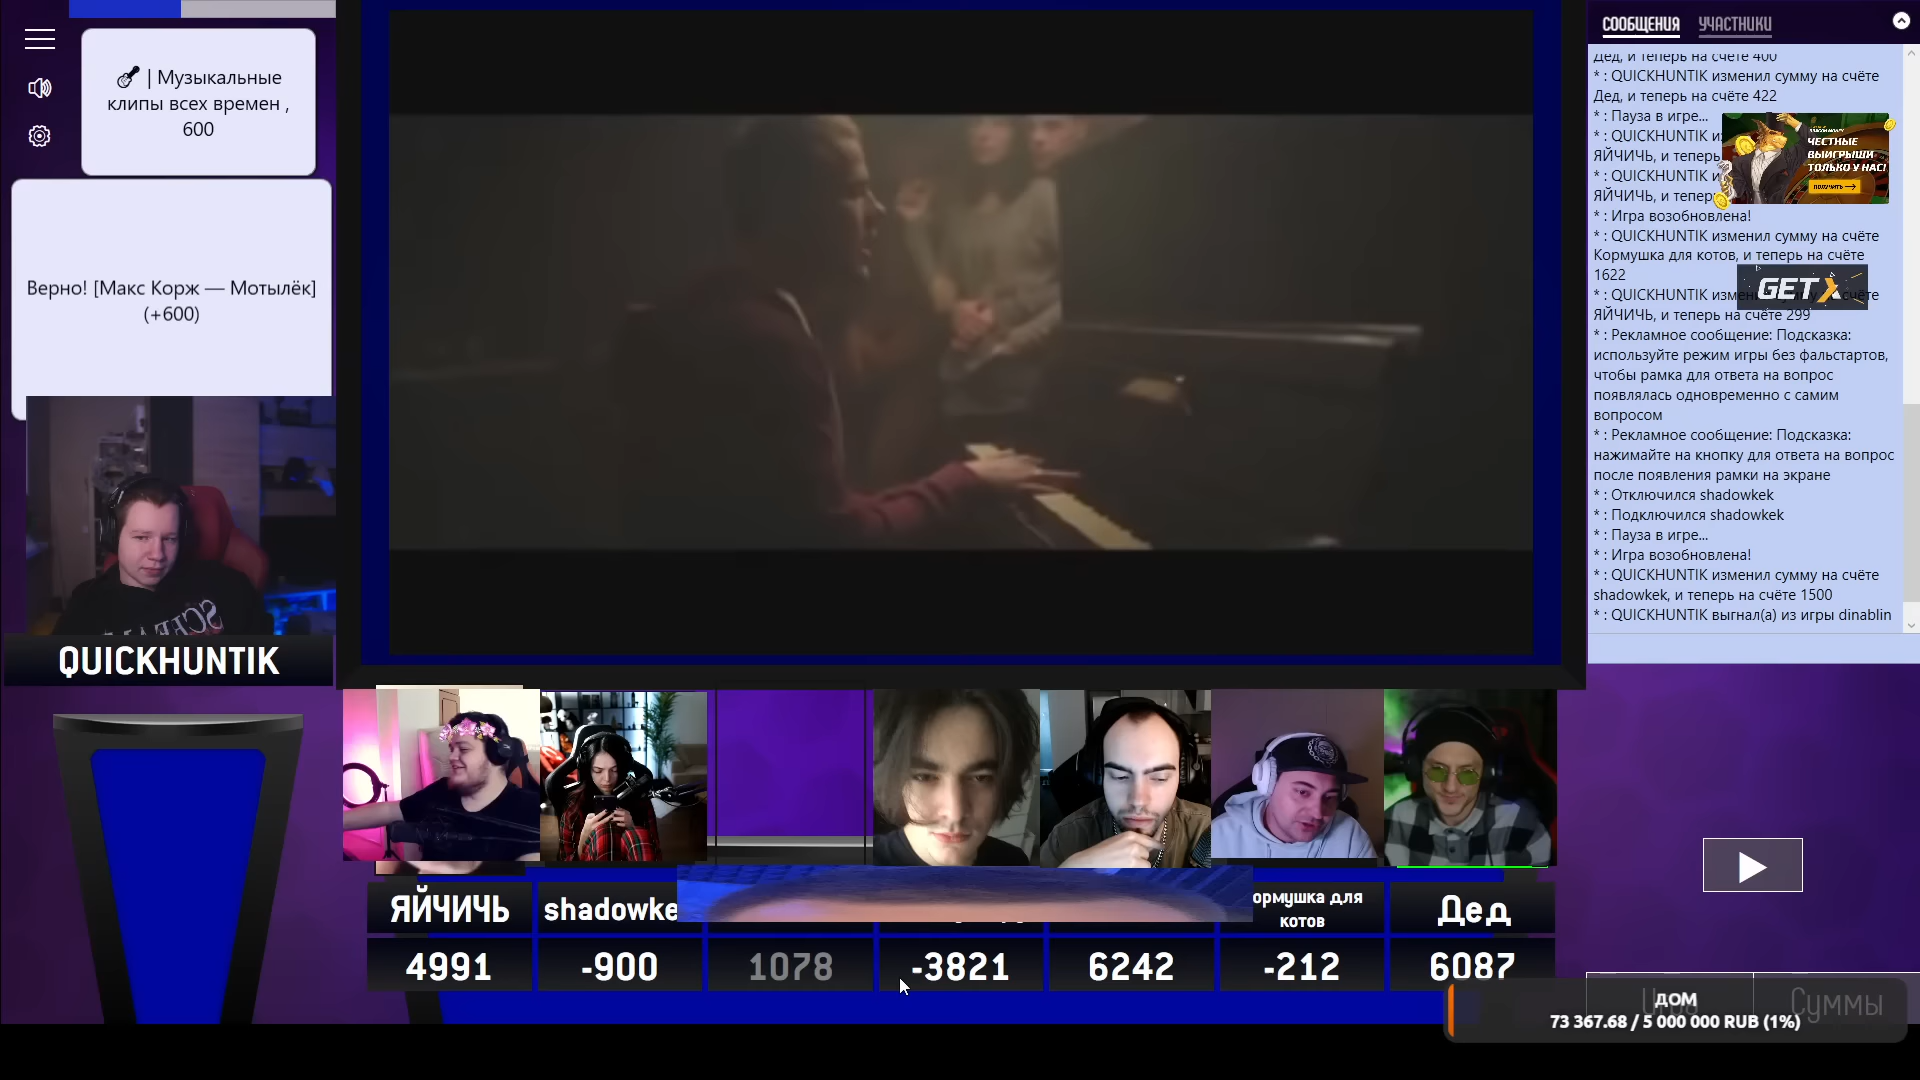 | Музыкальные
клипы всех времен ,
600
Верно! [Макс Корж — Мотылёк]
(+600)
QUICKHUNTIK
СООБЩЕНИЯ УЧАСТНИКИ
Дед, и теперь на счёте 400
* : QUICKHUNTIK изменил сумму на счёте
Дед, и теперь на счёте 422
* : Пауза в игре...
* : QUICKHUNTIK
ЯЙЧИЧЬ, и теперь
* : QUICKHUNTIK
ЯЙЧИЧЬ, и
* : Игра возобновлена!
* : QUICKHUNTIK изменил сумму на счёте
Кормушка для котов, и теперь на счёте
1622
* : QUICKHUNTIK счёте
ЯЙЧИЧЬ, и теперь на счёте 299
* : Рекламное сообщение: Подсказка:
используйте режим игры без фальстартов,
чтобы рамка для ответа на вопрос
появлялась одновременно с самим
вопросом
* : Рекламное сообщение: Подсказка:
нажимайте на кнопку для ответа на вопрос
после появления рамки на экране
* : Отключился shadowkek
* : Подключился shadowkek
* : Пауза в игре...
* : Игра возобновлена!
* : QUICKHUNTIK изменил сумму на счёте
shadowkek, и теперь на счёте 1500
* : QUICKHUNTIK выгнал(а) из игры dinablin
ЧЕСТНЫЕ
ВЫИГРЫШИ
ТОЛЬКО У НАС!
ПОЛУЧИТЬ
GET X
ЯЙЧИЧЬ shadowke ормушка для Дед
котов
4991 -900 1078 -3821 6242 -212 6087
Суммы
ДОМ
73 367.68 / 5 000 000 RUB (1%)